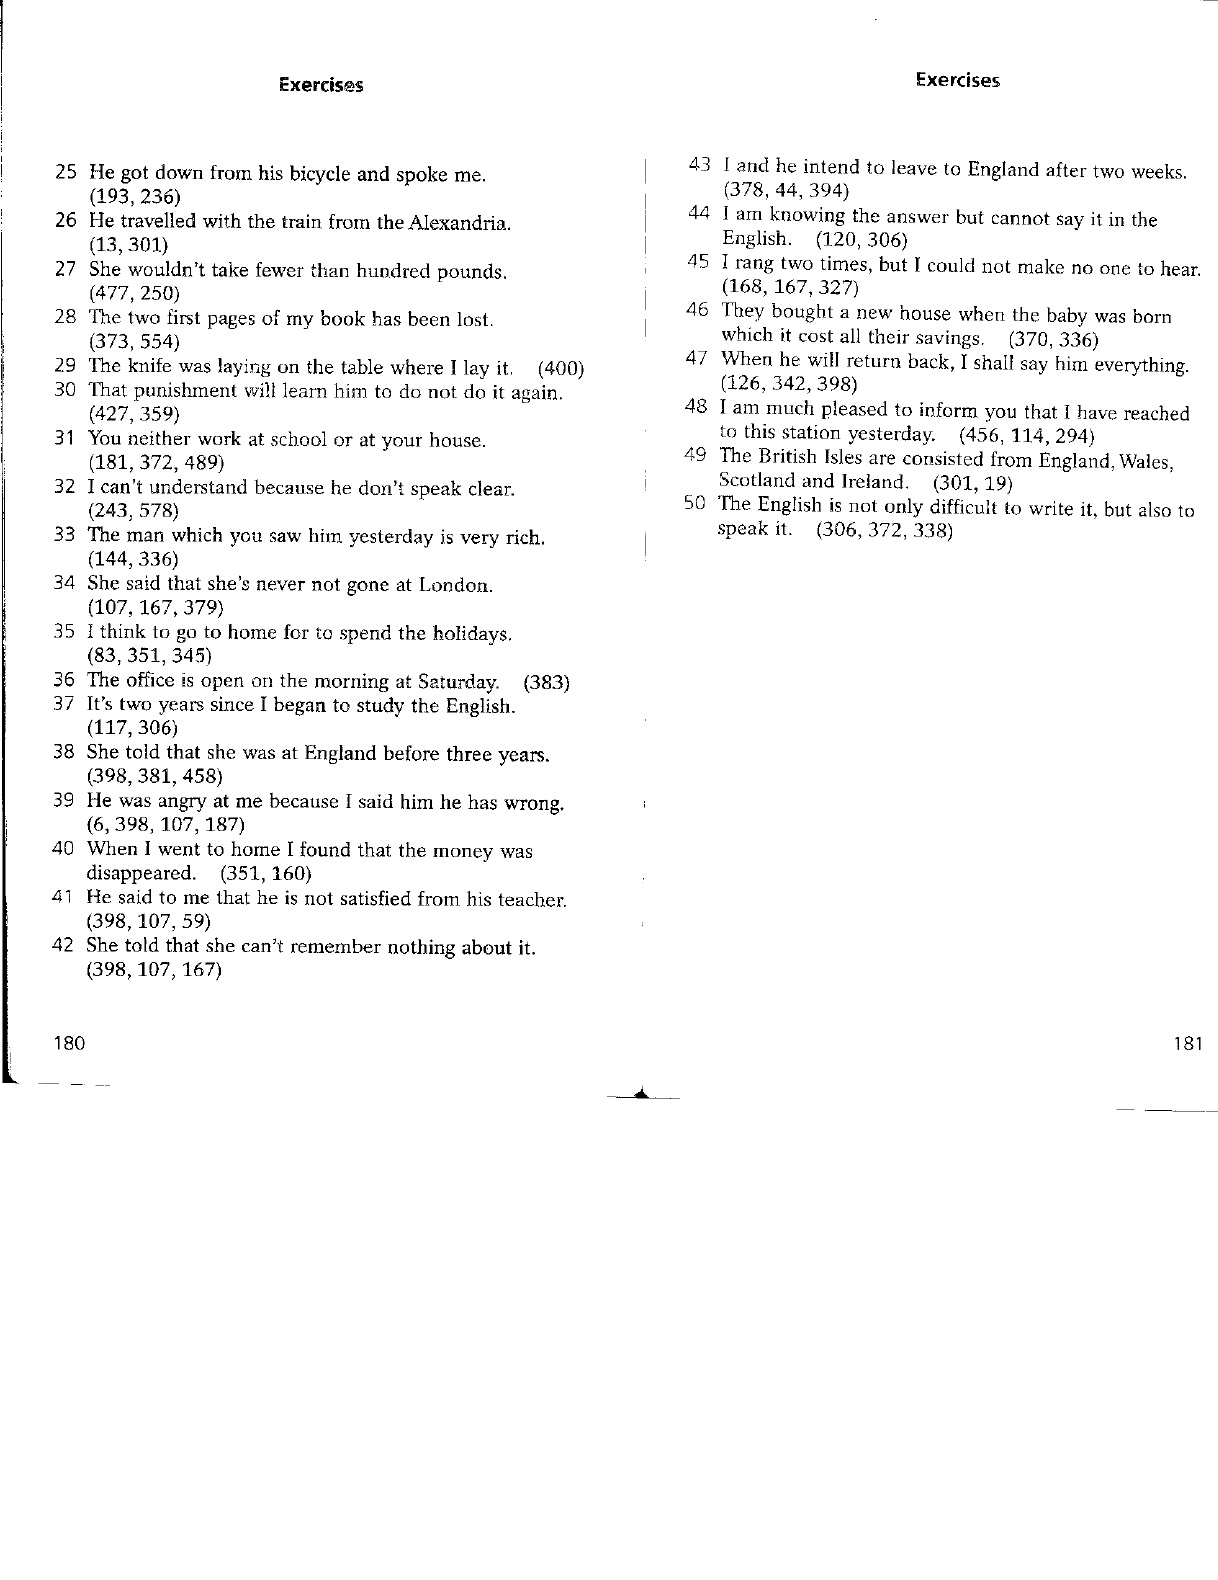 Exercises
25 He got down from his bicycle and spoke me.
(193, 236)
26 He travelled with the train from the Alexandria.
(13, 301)
27 She wouldn't take fewer than hundred pounds.
(477, 250)
28 The two first pages of my book has been lost.
(373, 554)
29 The knife was laying on the table where I lay it. (400)
30 That punishment will learn him to do not do it again.
(427, 359)
31 You neither work at school or at your house.
(181, 372, 489)
32 I can't understand because he don't speak clear.
(243, 578)
33 The man which you saw him yesterday is very rich.
(144, 336)
34 She said that she's never not gone at London.
(107, 167, 379)
35 I think to go to home for to spend the holidays.
(83, 351, 345)
36 The office is open on the morning at Saturday. (383)
37 It's two years since I began to study the English.
(117, 306)
38 She told that she was at England before three years.
(398, 381, 458)
39 He was angry at me because I said him he has wrong.
(6, 398, 107, 187)
40 When I went to home I found that the money was
disappeared. (351, 160)
41 He said to me that he is not satisfied from his teacher.
(398, 107, 59)
42 She told that she can't remember nothing about it.
(398, 107, 167)
180
Exercises
43 I and he intend to leave to England after two weeks.
(378, 44, 394)
44 I am knowing the answer but cannot say it in the
English. (120, 306)
45 I rang two times, but I could not make no one to hear.
(168, 167, 327)
46 They bought a new house when the baby was born
which it cost all their savings. (370, 336)
47 When he will return back, I shall say him everything.
(126, 342, 398)
48 I am much pleased to inform you that I have reached
to this station yesterday. (456, 114, 294)
49 The British Isles are consisted from England, Wales,
Scotland and Ireland. (301, 19)
50 The English is not only difficult to write it, but also to
speak it. (306, 372, 338)
181